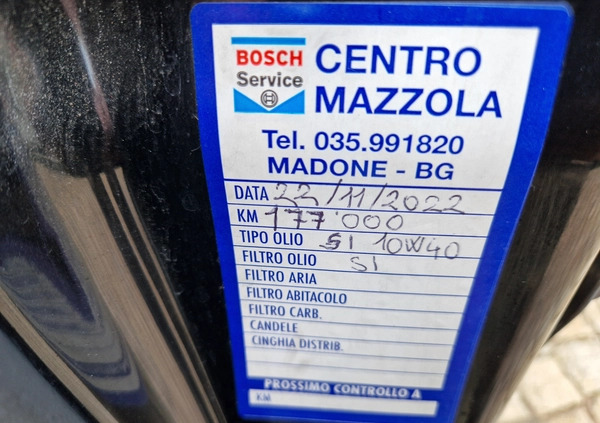 BOSCH
Service
CENTRO
MAZZOLA
Tel. 035.991820
MADONE - BG
DATA 22/11/2022
KM 177'000
TIPO OLIO SI 10W40
FILTRO OLIO SI
FILTRO ARIA
FILTRO ABITACOLO
FILTRO CARB.
CANDELE
CINGHIA DISTRIB.
PROSSIMO CONTROLLO A
KM